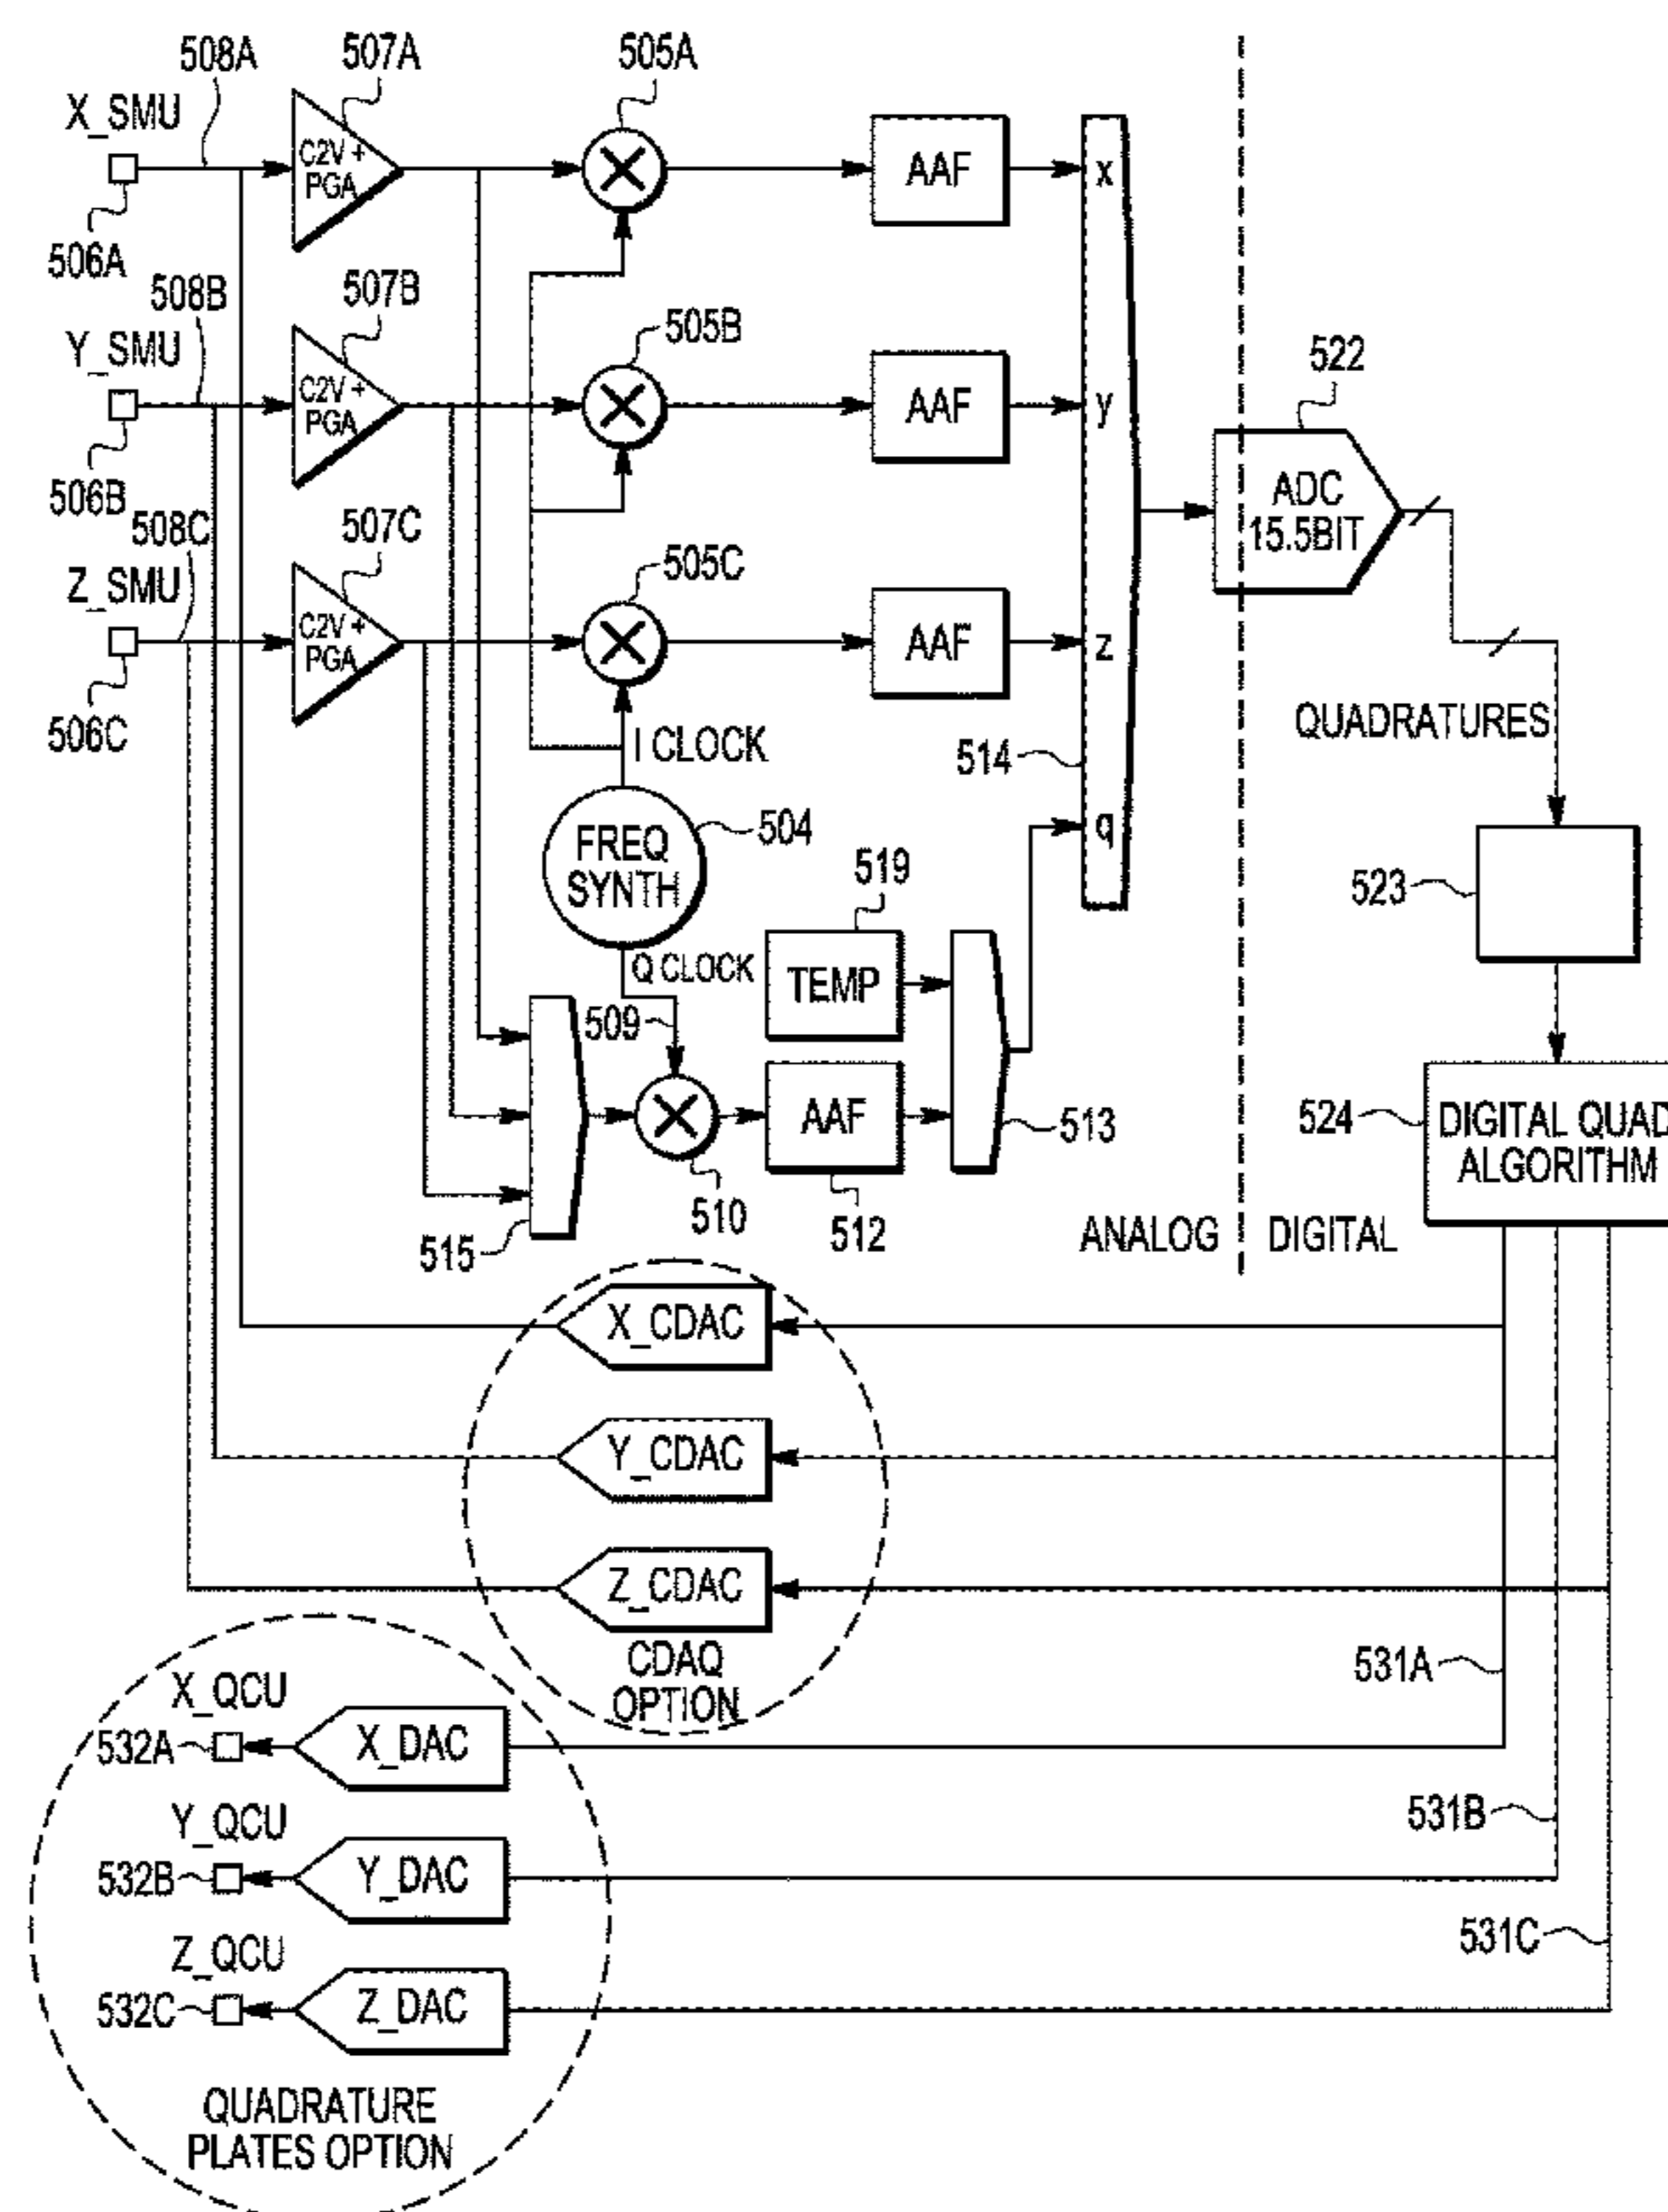 508A
507A
505A
X_SMU
C2V +
PGA
AAF
x
506A
508B
507B
505B
Y_SMU
C2V +
PGA
AAF
y
522
ADC
15.5BIT
506B
508C
507C
505C
Z_SMU
C2V +
PGA
AAF
z
506C
I CLOCK
514
QUADRATURES
FREQ
SYNTH
504
q
519
523
Q CLOCK
TEMP
509
AAF
513
524
DIGITAL QUAD
ALGORITHM
515
510
512
ANALOG
DIGITAL
X_CDAC
Y_CDAC
Z_CDAC
CDAQ
OPTION
531A
X_QCU
532A
X_DAC
531B
Y_QCU
532B
Y_DAC
531C
Z_QCU
532C
Z_DAC
QUADRATURE
PLATES OPTION